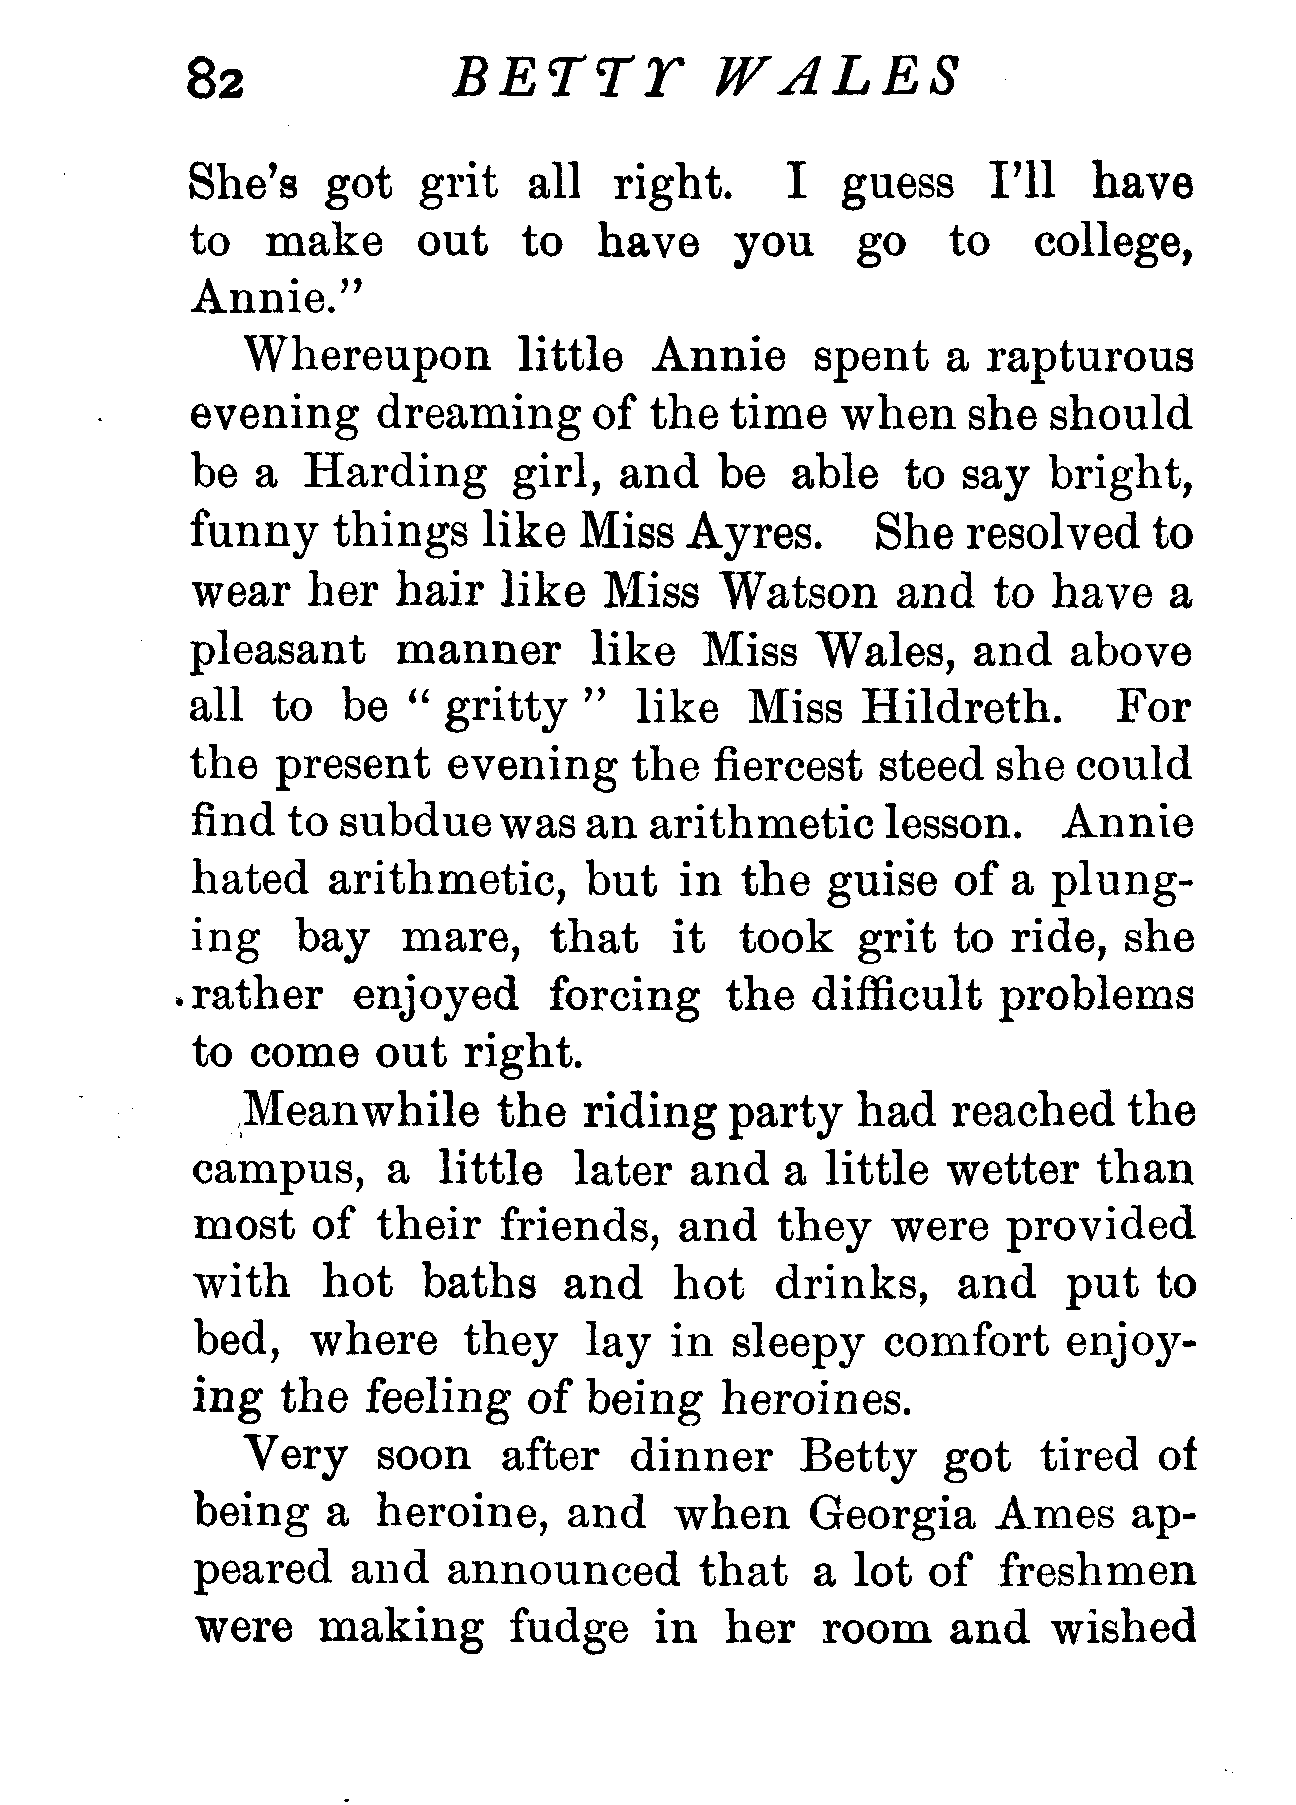 82 BETTY WALES
She's got grit all right. I guess I'll have
to make out to have you go to college,
Annie."
Whereupon little Annie spent a rapturous
evening dreaming of the time when she should
be a Harding girl, and be able to say bright,
funny things like Miss Ayres. She resolved to
wear her hair like Miss Watson and to have a
pleasant manner like Miss Wales, and above
all to be " gritty " like Miss Hildreth. For
the present evening the fiercest steed she could
find to subdue was an arithmetic lesson. Annie
hated arithmetic, but in the guise of a plung-
ing bay mare, that it took grit to ride, she
rather enjoyed forcing the difficult problems
to come out right.
Meanwhile the riding party had reached the
campus, a little later and a little wetter than
most of their friends, and they were provided
with hot baths and hot drinks, and put to
bed, where they lay in sleepy comfort enjoy-
ing the feeling of being heroines.
Very soon after dinner Betty got tired of
being a heroine, and when Georgia Ames ap-
peared and announced that a lot of freshmen
were making fudge in her room and wished